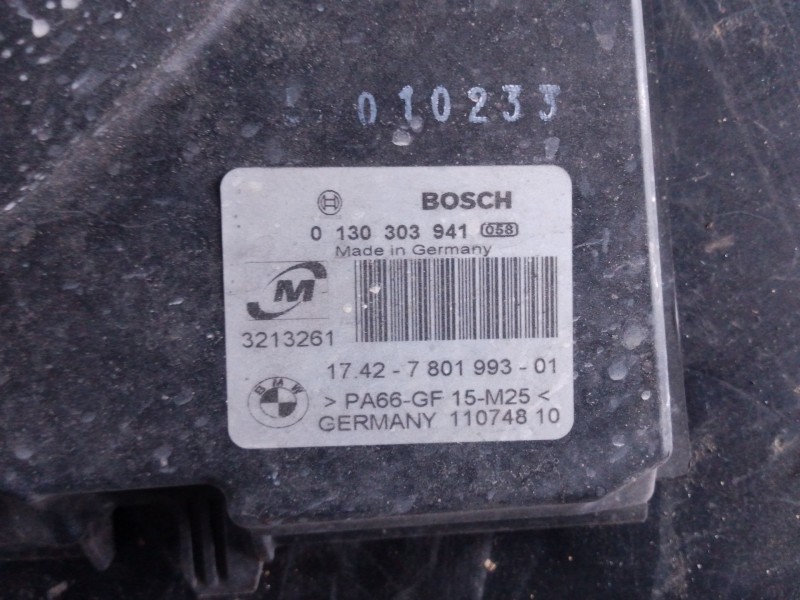 010233
BOSCH
0 130 303 941 058
Made in Germany
M
3213261
17.42-7 801 993-01
BMW
>PA66-GF 15-M25<
GERMANY 110748 10